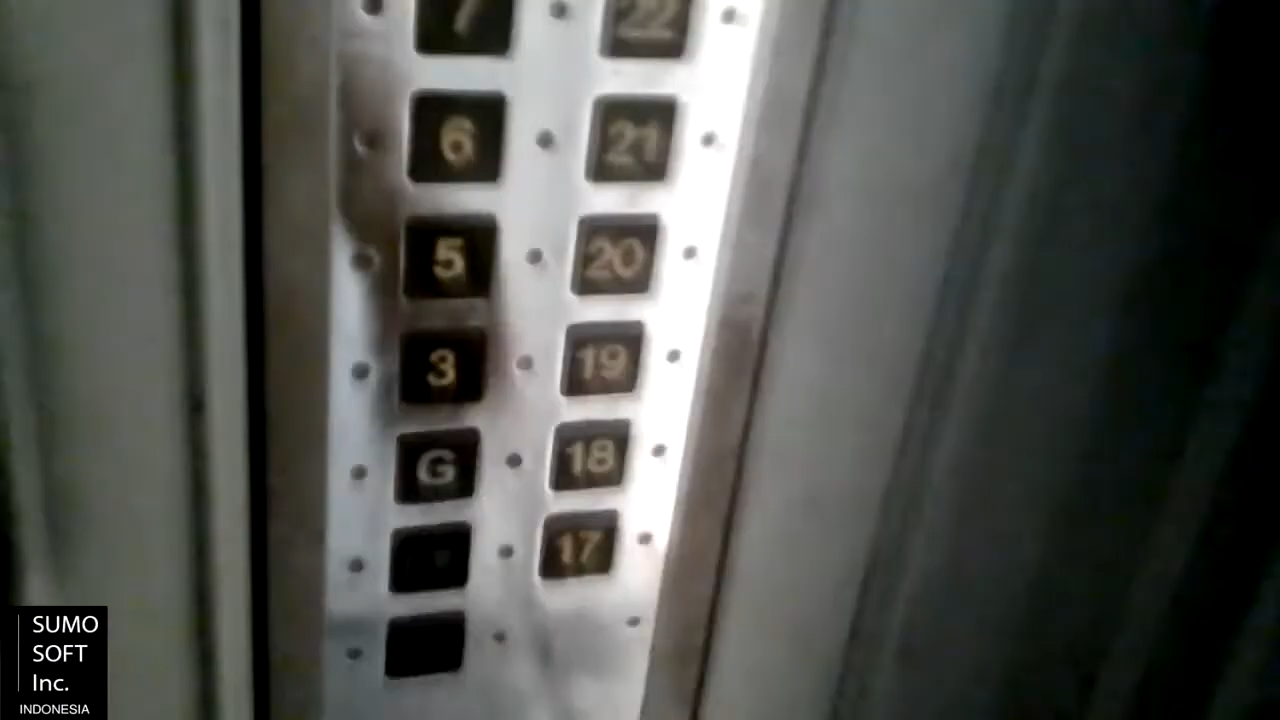 7 22
6 21
5 20
3 19
G 18
17
SUMO
SOFT
Inc.
INDONESIA